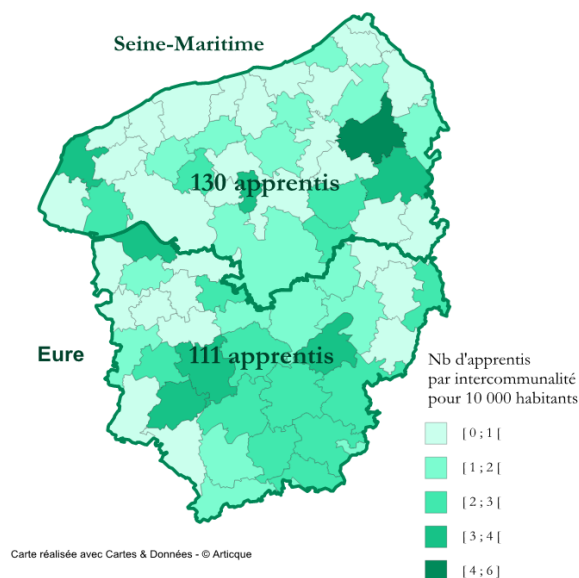 Seine-Maritime
130 apprentis
Eure
111 apprentis
Nb d'apprentis
par intercommunalité
pour 10 000 habitants
[ 0 ; 1 [
[ 1 ; 2 [
[ 2 ; 3 [
[ 3 ; 4 [
[ 4 ; 6 ]
Carte réalisée avec Cartes & Données - © Articque